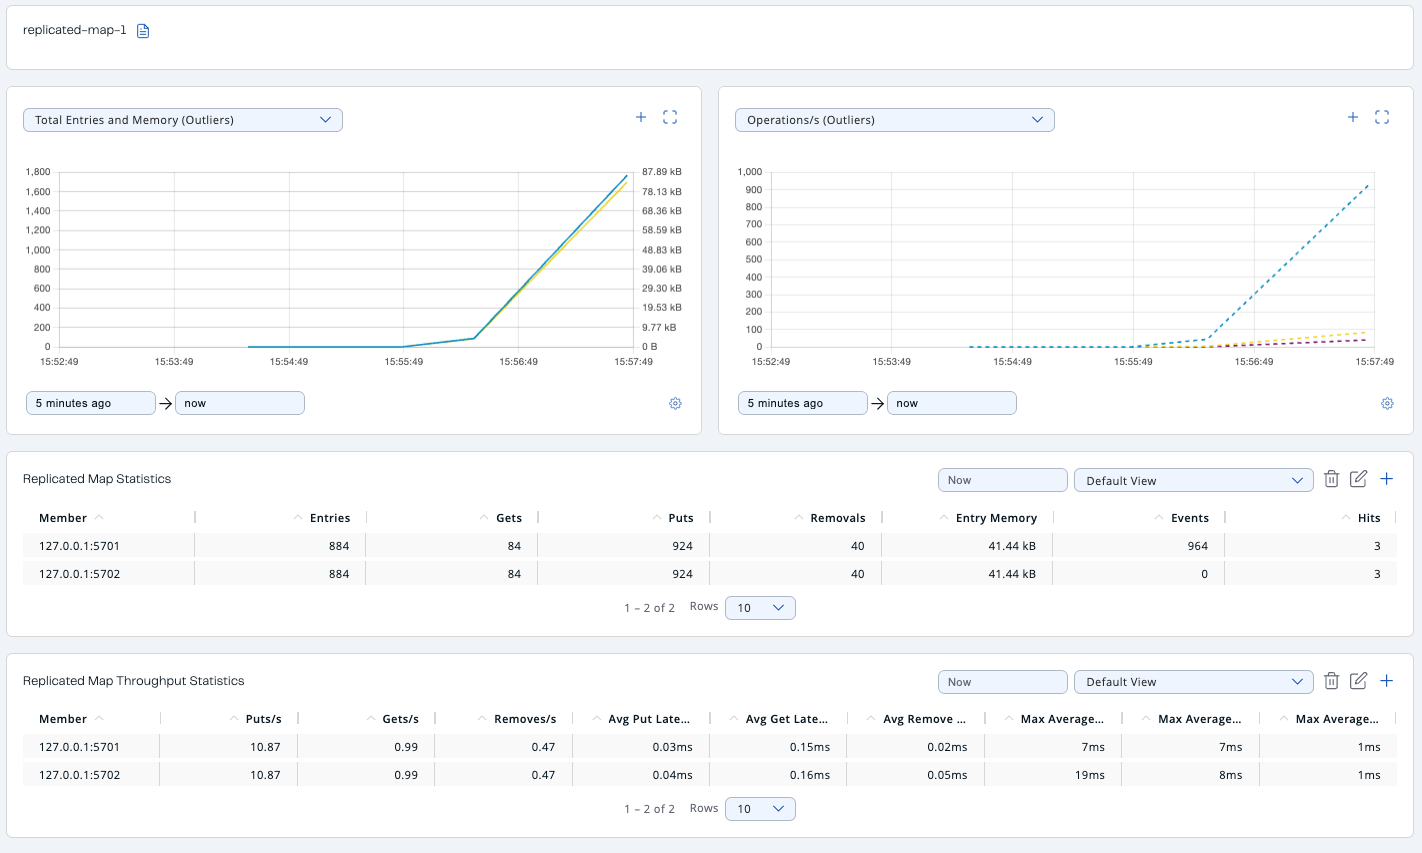 replicated-map-1
Total Entries and Memory (Outliers)
1,800
1,600
1,400
1,200
1,000
800
600
400
200
0
87.89 kB
78.13 kB
68.36 kB
58.59 kB
48.83 kB
39.06 kB
29.30 kB
19.53 kB
9.77 kB
0 B
15:52:49 15:53:49 15:54:49 15:55:49 15:56:49 15:57:49
5 minutes ago → now
Operations/s (Outliers)
1,000
900
800
700
600
500
400
300
200
100
0
15:52:49 15:53:49 15:54:49 15:55:49 15:56:49 15:57:49
5 minutes ago → now
Replicated Map Statistics Now Default View
Member Entries Gets Puts Removals Entry Memory Events Hits
127.0.0.1:5701 884 84 924 40 41.44 kB 964 3
127.0.0.1:5702 884 84 924 40 41.44 kB 0 3
1 – 2 of 2 Rows 10
Replicated Map Throughput Statistics Now Default View
Member Puts/s Gets/s Removes/s Avg Put Late... Avg Get Late... Avg Remove ... Max Average... Max Average... Max Average...
127.0.0.1:5701 10.87 0.99 0.47 0.03ms 0.15ms 0.02ms 7ms 7ms 1ms
127.0.0.1:5702 10.87 0.99 0.47 0.04ms 0.16ms 0.05ms 19ms 8ms 1ms
1 – 2 of 2 Rows 10